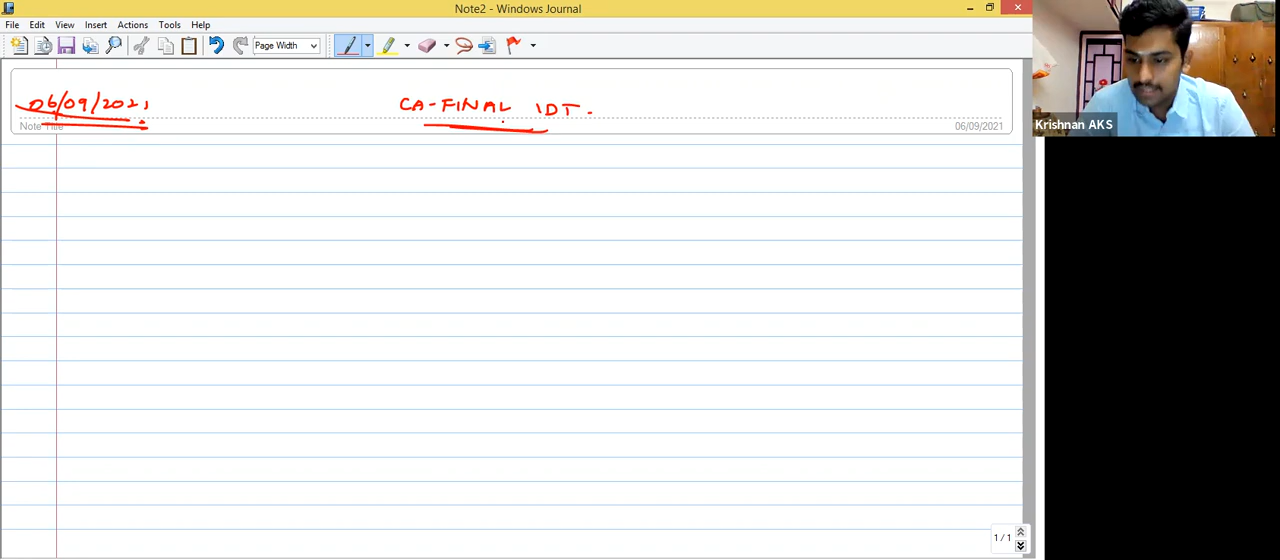 Note2 - Windows Journal
File Edit View Insert Actions Tools Help
Page Width
06/09/2021 CA-FINAL IDT.
Note Title 06/09/2021
Krishnan AKS
1 / 1